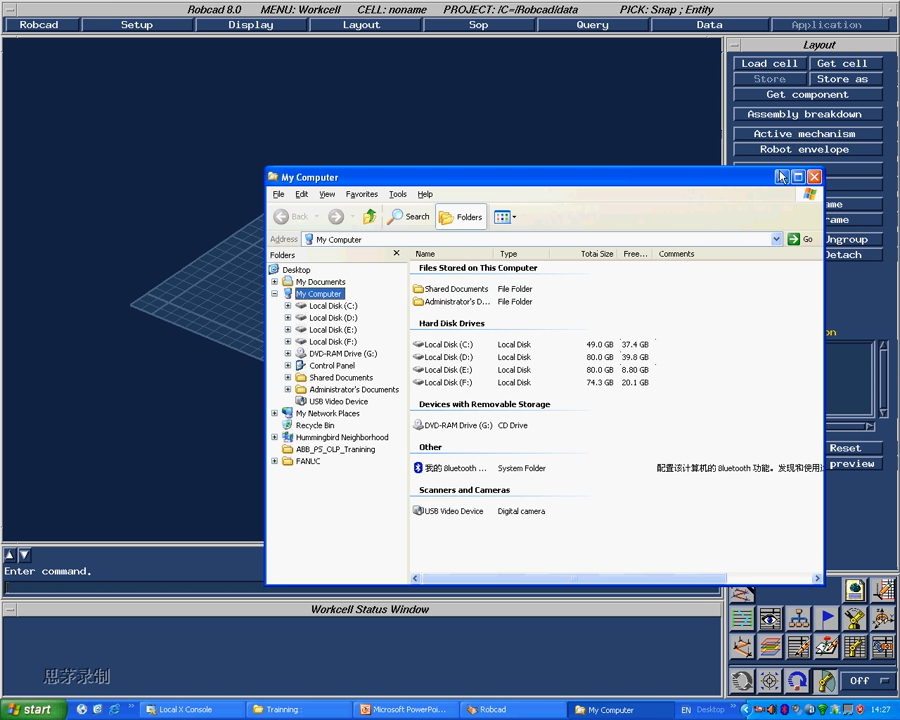 Robcad 8.0 MENU: Workcell CELL: noname PROJECT: /C=/Robcad/data PICK: Snap ; Entity
Robcad Setup Display Layout Sop Query Data Application
Layout
Load cell Get cell
Store Store as
Get component
Assembly breakdown
Active mechanism
Robot envelope
Ungroup
Detach
Reset
preview
My Computer
File Edit View Favorites Tools Help
Back Search Folders
Address My Computer Go
Folders
Desktop
My Documents
My Computer
Local Disk (C:)
Local Disk (D:)
Local Disk (E:)
Local Disk (F:)
DVD-RAM Drive (G:)
Control Panel
Shared Documents
Administrator's Documents
USB Video Device
My Network Places
Recycle Bin
Hummingbird Neighborhood
ABB_PS_OLP_Tranining
FANUC
Name Type Total Size Free... Comments
Files Stored on This Computer
Shared Documents File Folder
Administrator's D... File Folder
Hard Disk Drives
Local Disk (C:) Local Disk 49.0 GB 37.4 GB
Local Disk (D:) Local Disk 80.0 GB 39.8 GB
Local Disk (E:) Local Disk 80.0 GB 8.80 GB
Local Disk (F:) Local Disk 74.3 GB 20.1 GB
Devices with Removable Storage
DVD-RAM Drive (G:) CD Drive
Other
我的 Bluetooth ... System Folder 配置该计算机的 Bluetooth 功能。发现和使用
Scanners and Cameras
USB Video Device Digital camera
Enter command.
Workcell Status Window
思茅录制
Off
start Local X Console Trainning : Microsoft PowerPoi... Robcad My Computer EN Desktop 14:27